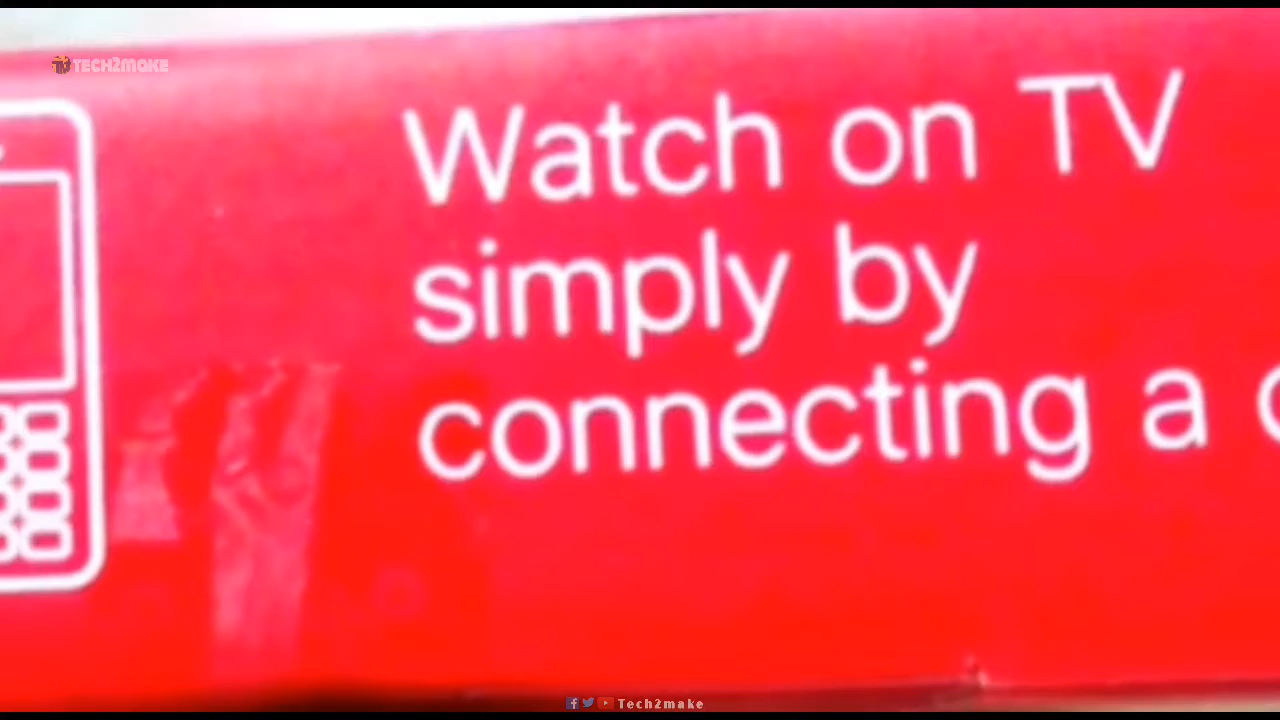 TECH2MAKE
Watch on TV
simply by
connecting a
Tech2make